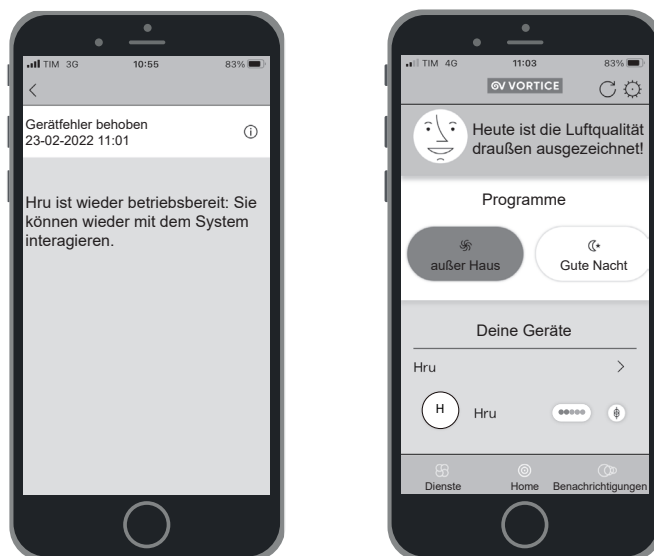 TIM 3G 10:55 83%
Gerätfehler behoben
23-02-2022 11:01
Hru ist wieder betriebsbereit: Sie
können wieder mit dem System
interagieren.
TIM 4G 11:03 83%
VORTICE
Heute ist die Luftqualität
draußen ausgezeichnet!
Programme
außer Haus Gute Nacht
Deine Geräte
Hru
H Hru
Dienste Home Benachrichtigungen